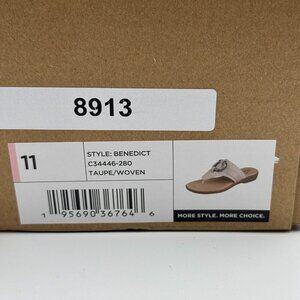 8913
11
STYLE: BENEDICT
C34446-280
TAUPE/WOVEN
1 95690 36764 6
MORE STYLE. MORE CHOICE.